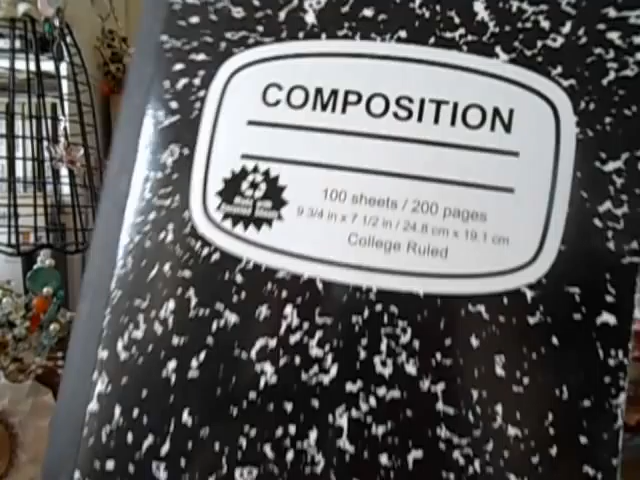 COMPOSITION
100 sheets / 200 pages
9 3/4 in x 7 1/2 in / 24.8 cm x 19.1 cm
College Ruled